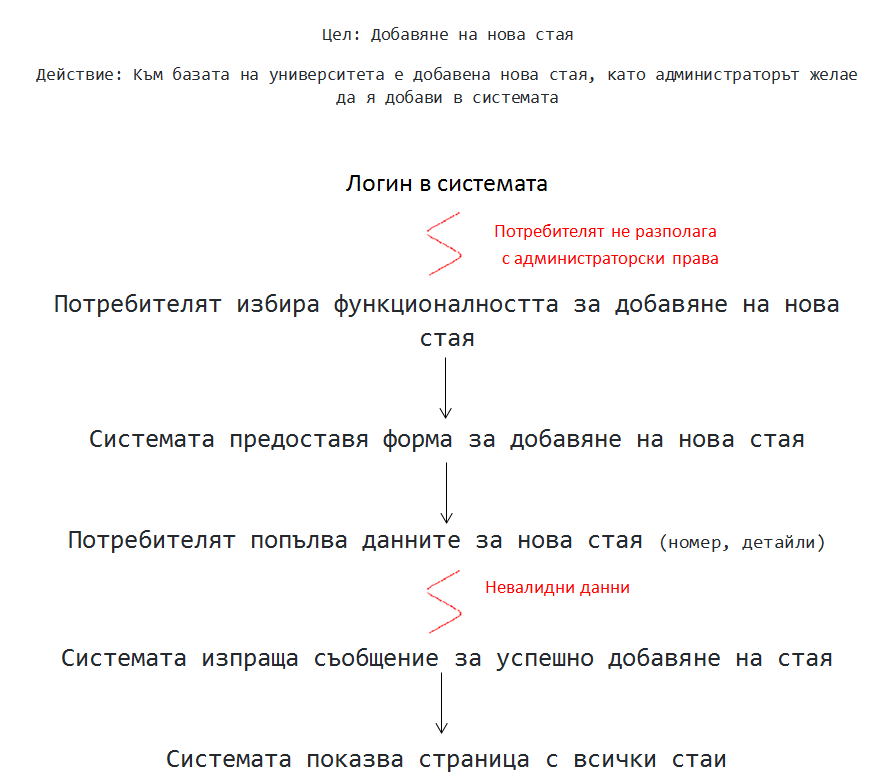 Цел: Добавяне на нова стая
Действие: Към базата на университета е добавена нова стая, като администраторът желае
да я добави в системата
Логин в системата
Потребителят не разполага
с администраторски права
Потребителят избира функционалността за добавяне на нова
стая
Системата предоставя форма за добавяне на нова стая
Потребителят попълва данните за нова стая (номер, детайли)
Невалидни данни
Системата изпраща съобщение за успешно добавяне на стая
Системата показва страница с всички стаи